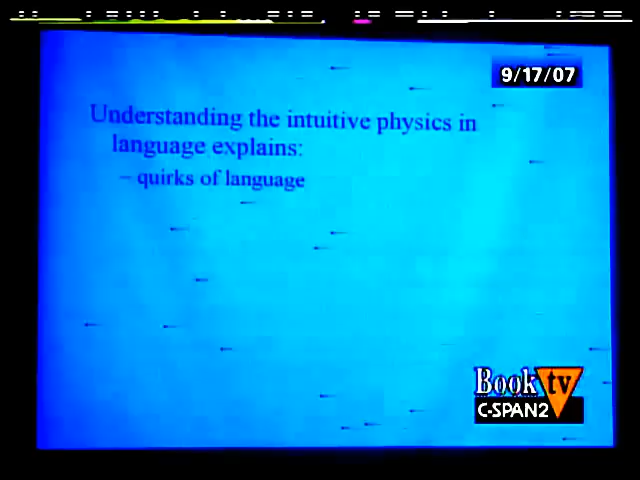 9/17/07
Understanding the intuitive physics in
language explains:
– quirks of language
Book tv
C-SPAN2